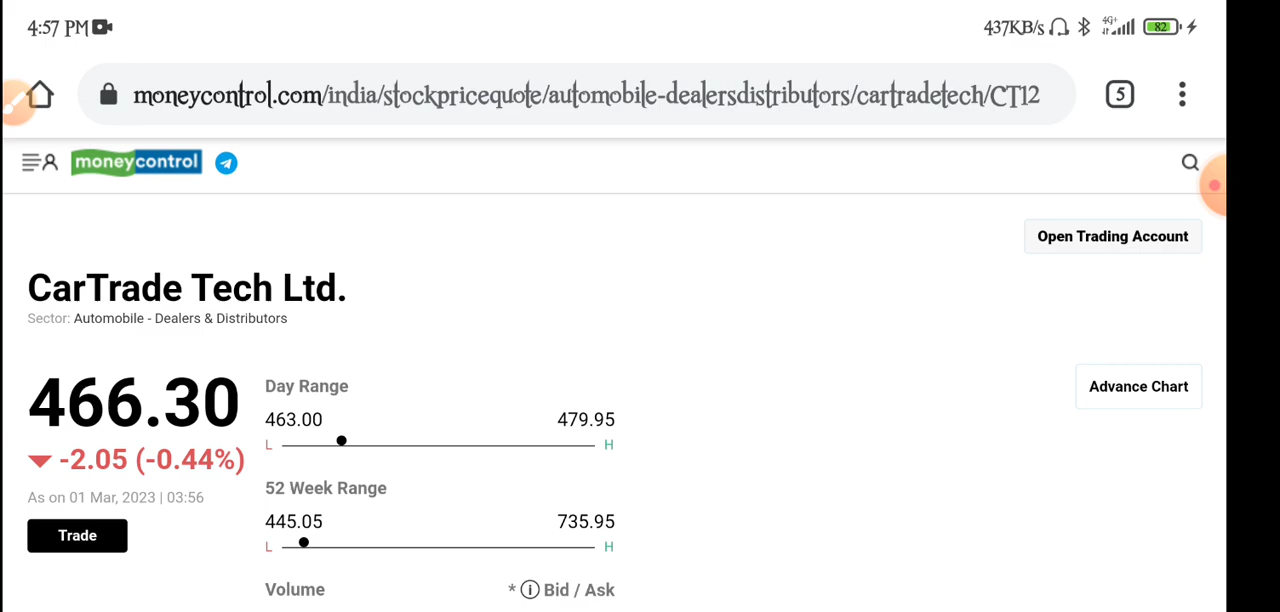 4:57 PM
437KB/s 4G+ 82
moneycontrol.com/india/stockpricequote/automobile-dealersdistributors/cartradetech/CT12
5
moneycontrol
Open Trading Account
CarTrade Tech Ltd.
Sector: Automobile - Dealers & Distributors
466.30
-2.05 (-0.44%)
As on 01 Mar, 2023 | 03:56
Trade
Day Range
463.00 479.95
L H
52 Week Range
445.05 735.95
L H
Volume * i Bid / Ask
Advance Chart